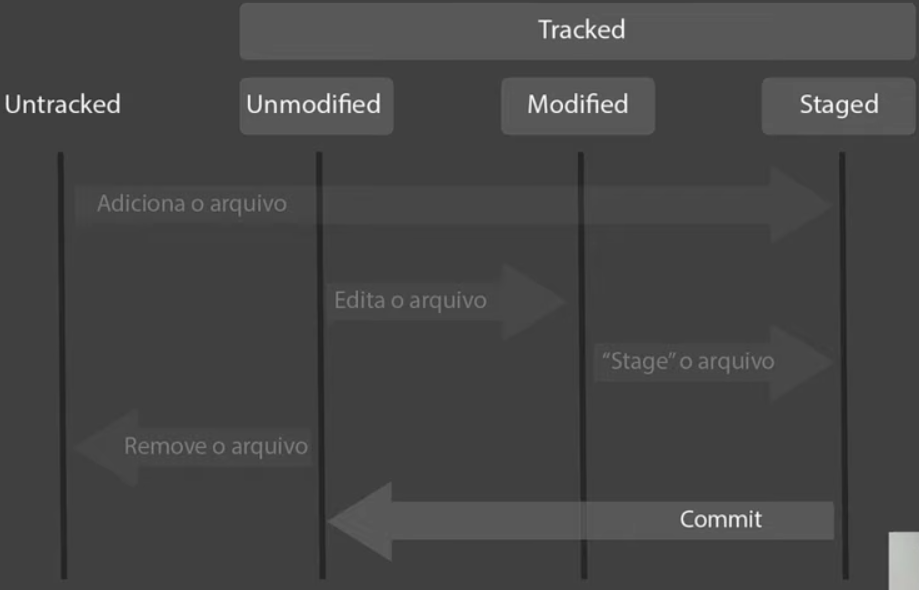 Tracked
Untracked
Unmodified
Modified
Staged
Adiciona o arquivo
Edita o arquivo
“Stage” o arquivo
Remove o arquivo
Commit